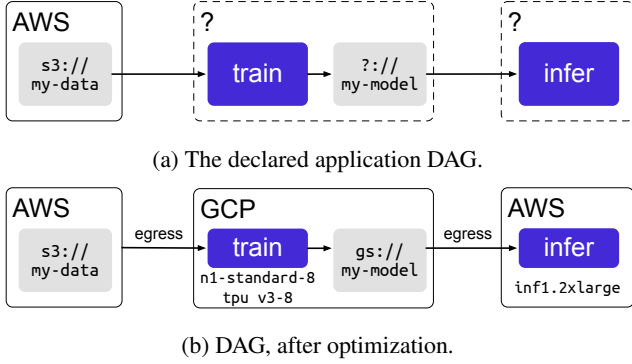 AWS
s3://
my-data
?
train
?://
my-model
?
infer
(a) The declared application DAG.
AWS
s3://
my-data
egress
GCP
train
n1-standard-8
tpu v3-8
gs://
my-model
egress
AWS
infer
inf1.2xlarge
(b) DAG, after optimization.